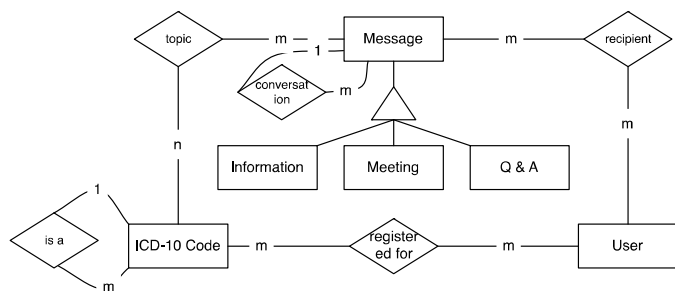 topic
m
Message
m
recipient
1
conversat
ion
m
n
m
Information
Meeting
Q & A
1
is a
m
ICD-10 Code
m
register
ed for
m
User